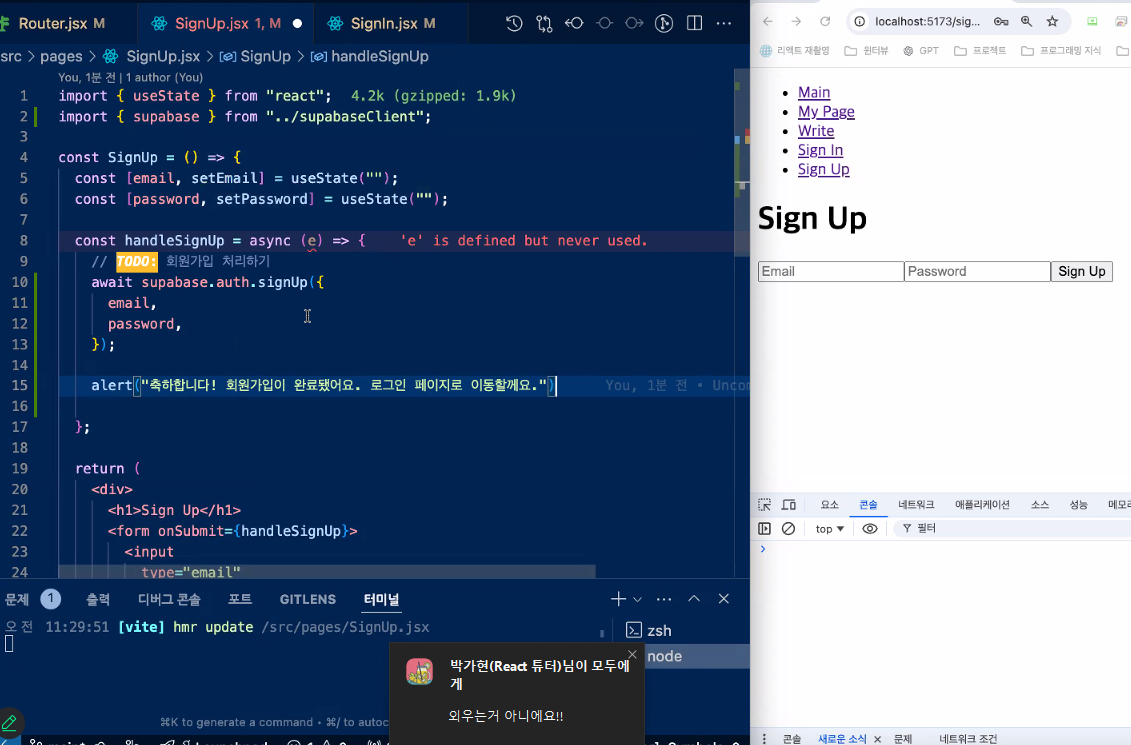 Router.jsx M
SignUp.jsx 1, M
SignIn.jsx M
src > pages > SignUp.jsx > SignUp > handleSignUp
You, 1분 전 | 1 author (You)
1 import { useState } from "react"; 4.2k (gzipped: 1.9k)
2 import { supabase } from "../supabaseClient";
3
4 const SignUp = () => {
5 const [email, setEmail] = useState("");
6 const [password, setPassword] = useState("");
7
8 const handleSignUp = async (e) => { 'e' is defined but never used.
9 // TODO: 회원가입 처리하기
10 await supabase.auth.signUp({
11 email,
12 password,
13 });
14
15 alert("축하합니다! 회원가입이 완료됐어요. 로그인 페이지로 이동할께요.") You, 1분 전 • Uncom
16
17 };
18
19 return (
20 <div>
21 <h1>Sign Up</h1>
22 <form onSubmit={handleSignUp}>
23 <input
24 type="email"
문제 1 출력 디버그 콘솔 포트 GITLENS 터미널
오전 11:29:51 [vite] hmr update /src/pages/SignUp.jsx
zsh
node
⌘K to generate a command • ⌘/ to autoc
박가현(React 튜터)님이 모두에
게
외우는거 아니에요!!
localhost:5173/sig...
리액트 재촬영 원티뷰 GPT 프로젝트 프로그래밍 지식
Main
My Page
Write
Sign In
Sign Up
Sign Up
Email Password Sign Up
요소 콘솔 네트워크 애플리케이션 소스 성능 메모리
top ▼ 필터
콘솔 새로운 소식 × 문제 네트워크 조건